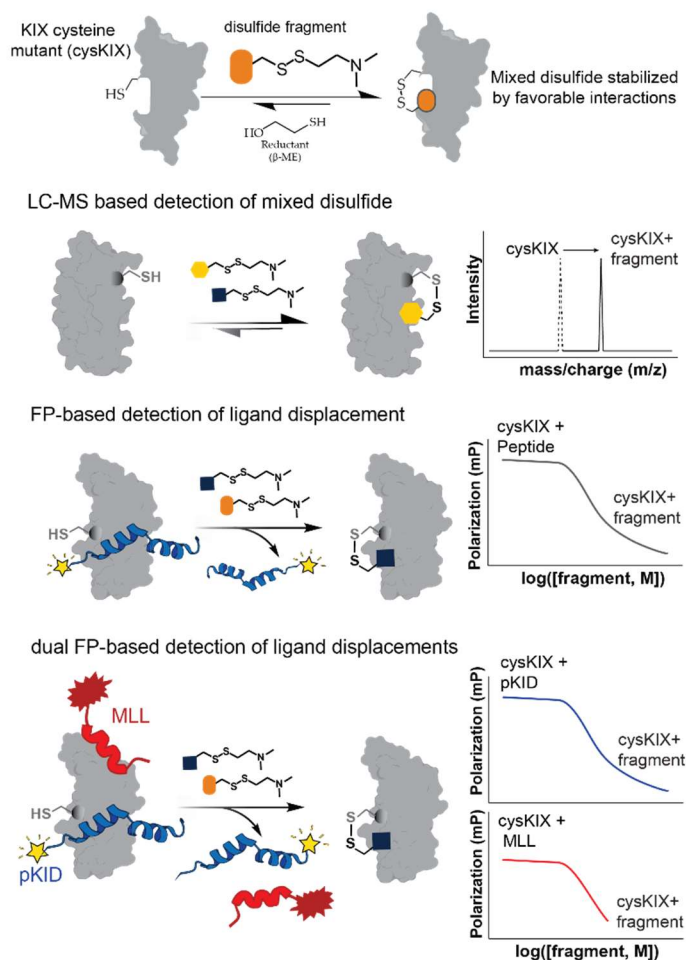 KIX cysteine
mutant (cysKIX)
disulfide fragment
HS
S
S
N
HO
SH
Reductant
(β-ME)
S
S
Mixed disulfide stabilized
by favorable interactions
LC-MS based detection of mixed disulfide
SH
S
S
N
S
S
N
S
S
Intensity
cysKIX
cysKIX+
fragment
mass/charge (m/z)
FP-based detection of ligand displacement
HS
S
S
N
S
S
N
S
S
Polarization (mP)
cysKIX +
Peptide
cysKIX+
fragment
log([fragment, M])
dual FP-based detection of ligand displacements
MLL
HS
pKID
S
S
N
S
S
N
S
S
Polarization (mP)
cysKIX +
pKID
cysKIX+
fragment
Polarization (mP)
cysKIX +
MLL
cysKIX+
fragment
log([fragment, M])